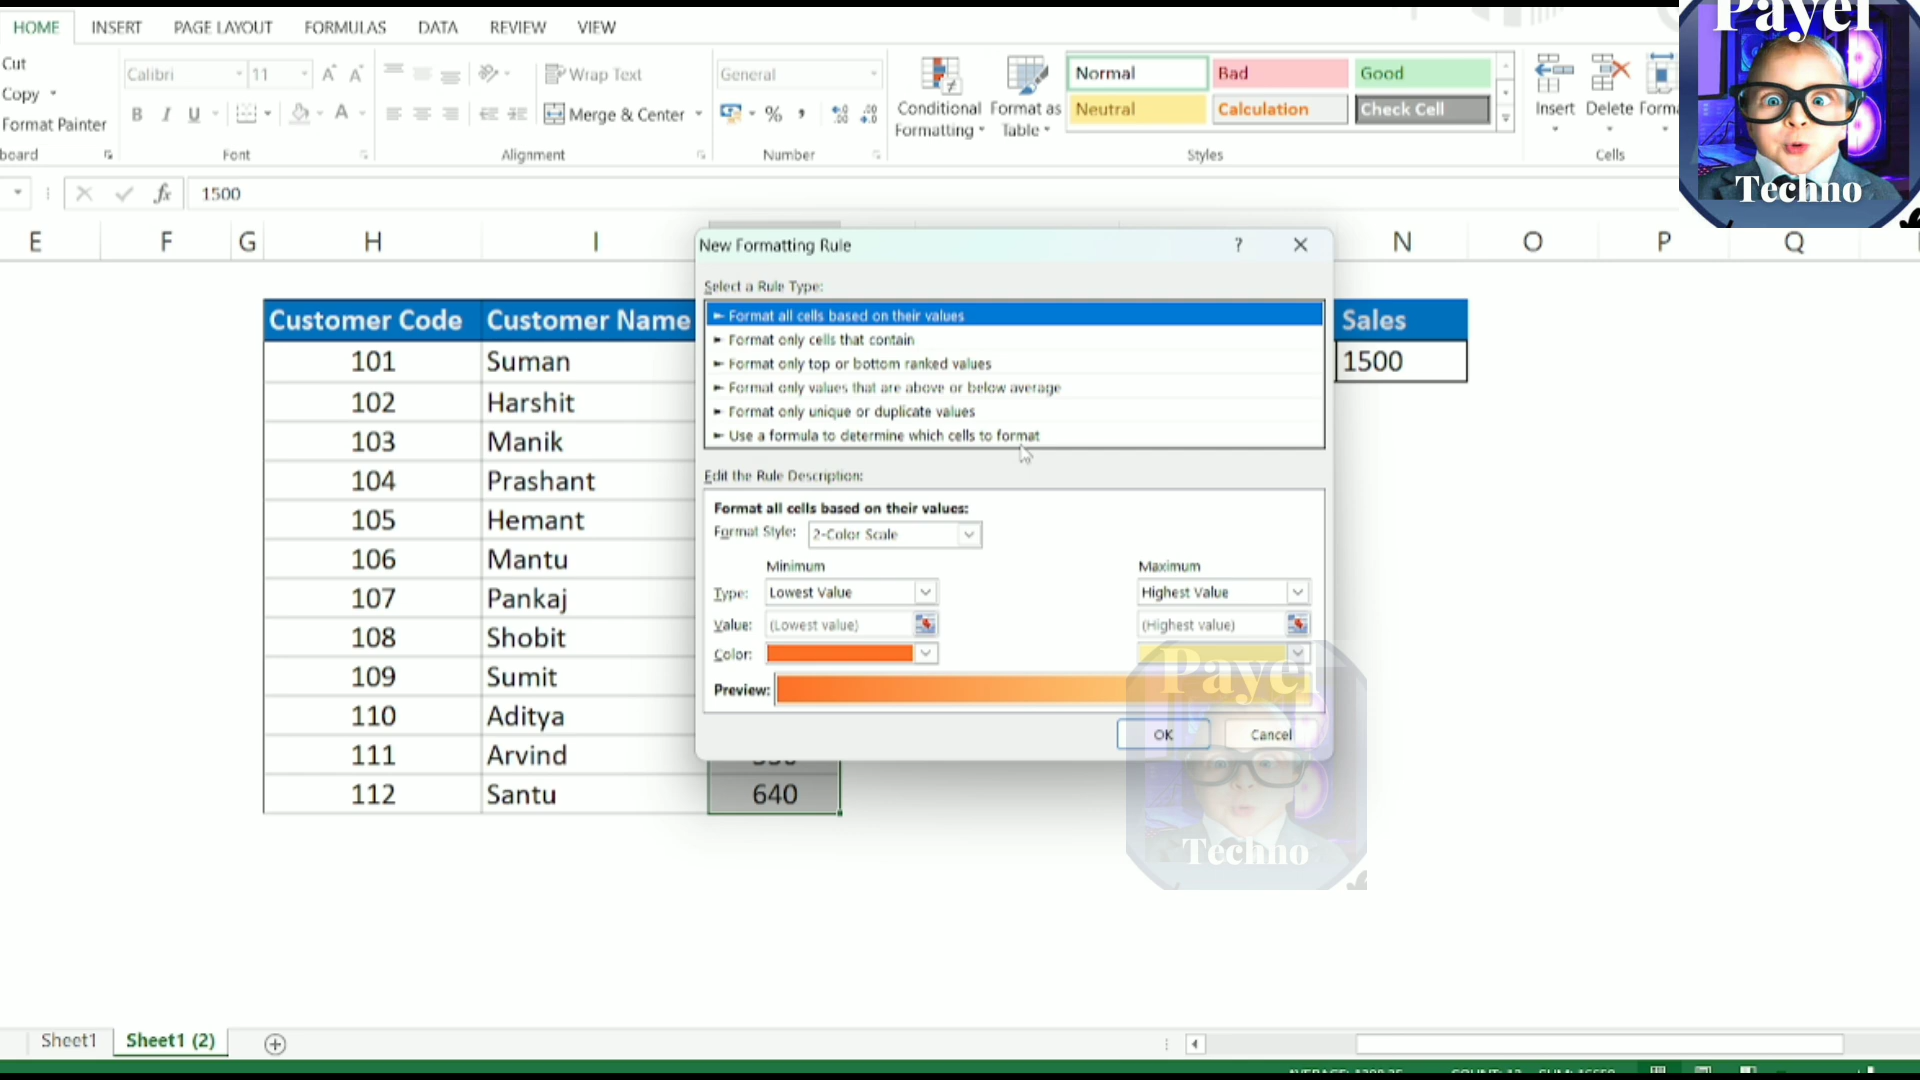 HOME INSERT PAGE LAYOUT FORMULAS DATA REVIEW VIEW
Cut
Copy
Format Painter
Calibri 11
B I U
A A
A
Wrap Text
Merge & Center
General
%
Conditional Formatting
Format as Table
Normal Bad Good
Neutral Calculation Check Cell
Insert Delete
board Font Alignment Number Styles Cells
Payel
Techno
fx 1500
E F G H I N O P Q
Customer Code Customer Name Sales
101 Suman 1500
102 Harshit
103 Manik
104 Prashant
105 Hemant
106 Mantu
107 Pankaj
108 Shobit
109 Sumit
110 Aditya
111 Arvind
112 Santu 640
New Formatting Rule ?
Select a Rule Type:
► Format all cells based on their values
► Format only cells that contain
► Format only top or bottom ranked values
► Format only values that are above or below average
► Format only unique or duplicate values
► Use a formula to determine which cells to format
Edit the Rule Description:
Format all cells based on their values:
Format Style: 2-Color Scale
Minimum Maximum
Type: Lowest Value Highest Value
Value: (Lowest value) (Highest value)
Color:
Preview:
OK Cancel
Payel
Techno
Sheet1 Sheet1 (2)